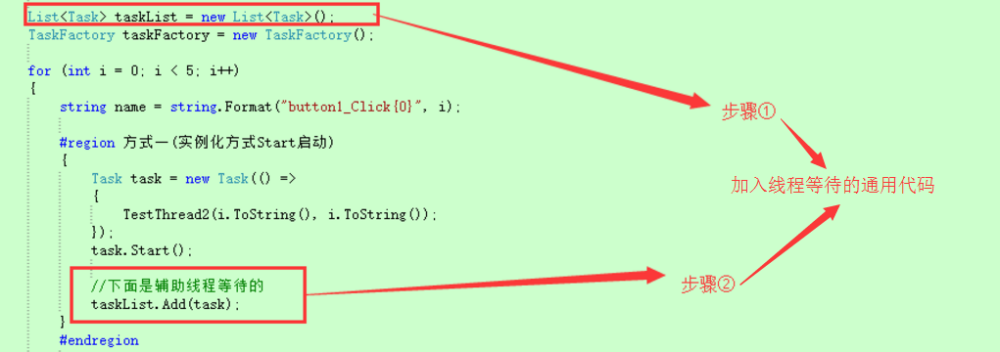 List<Task> taskList = new List<Task>();
TaskFactory taskFactory = new TaskFactory();
for (int i = 0; i < 5; i++)
{
string name = string.Format("button1_Click{0}", i);
步骤①
#region 方式一(实例化方式Start启动)
{
Task task = new Task(() =>
加入线程等待的通用代码
{
TestThread2(i.ToString(), i.ToString());
});
task.Start();
//下面是辅助线程等待的
步骤②
taskList.Add(task);
}
#endregion